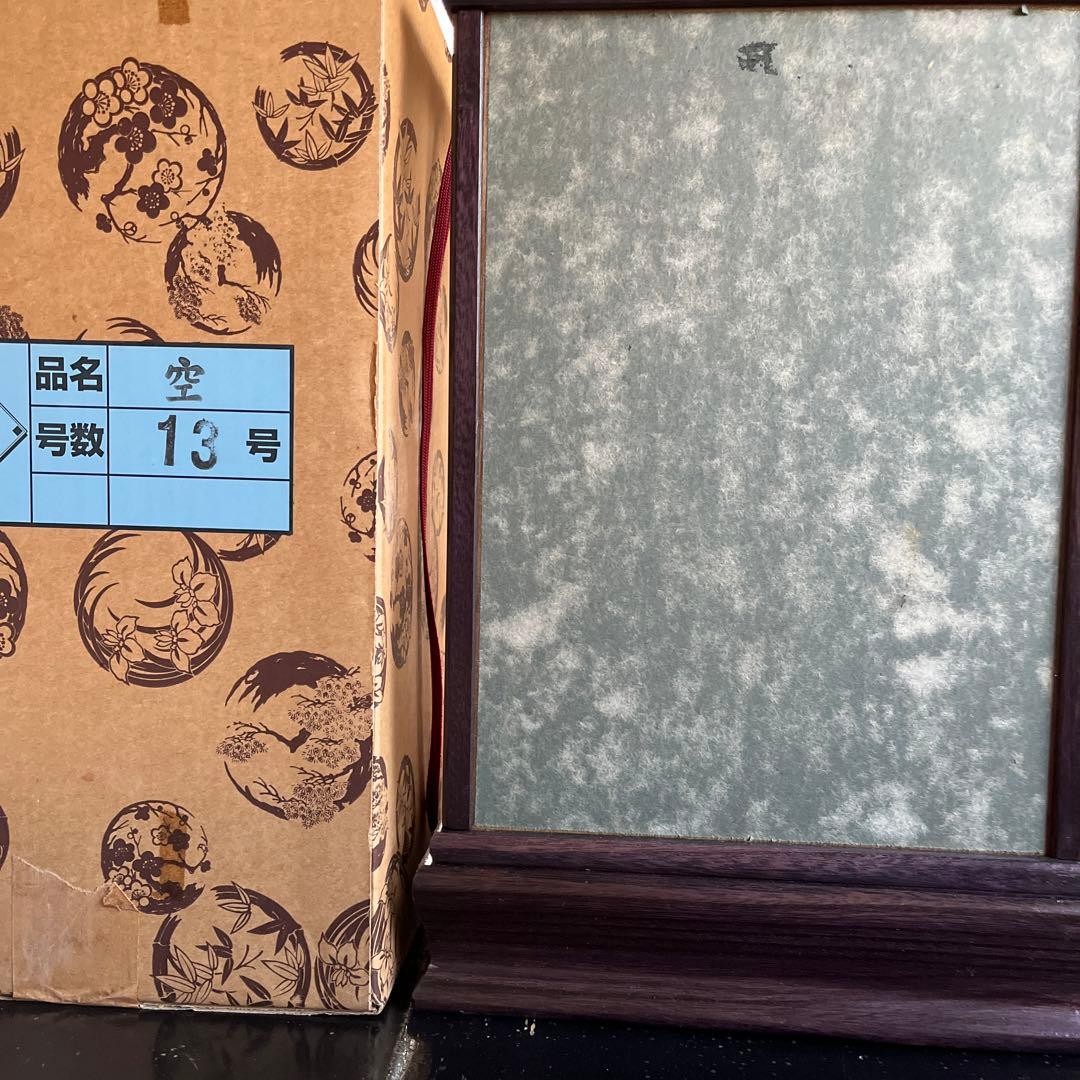 品名 空
号数 13 号